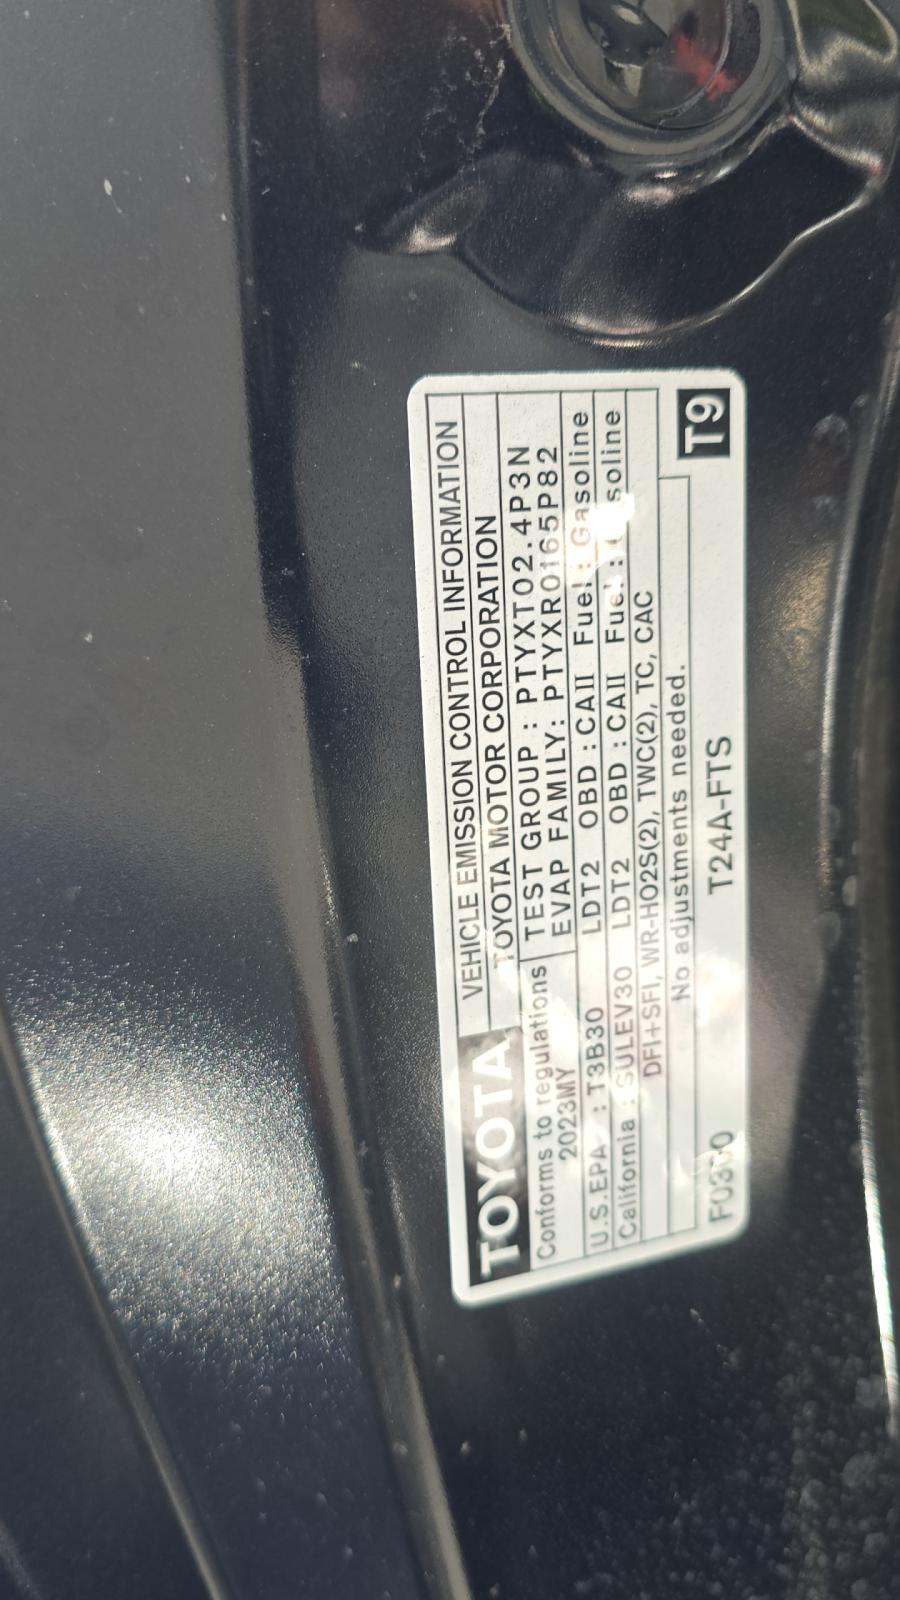 TOYOTA
VEHICLE EMISSION CONTROL INFORMATION
TOYOTA MOTOR CORPORATION
Conforms to regulations
2023MY
TEST GROUP : PTYXT02.4P3N
EVAP FAMILY: PTYXR0165P82
U.S.EPA : T3B30 LDT2 OBD : CAII Fuel : Gasoline
California : SULEV30 LDT2 OBD : CAII Fuel : Gasoline
DFI+SFI, WR-HO2S(2), TWC(2), TC, CAC
No adjustments needed.
T24A-FTS
T9